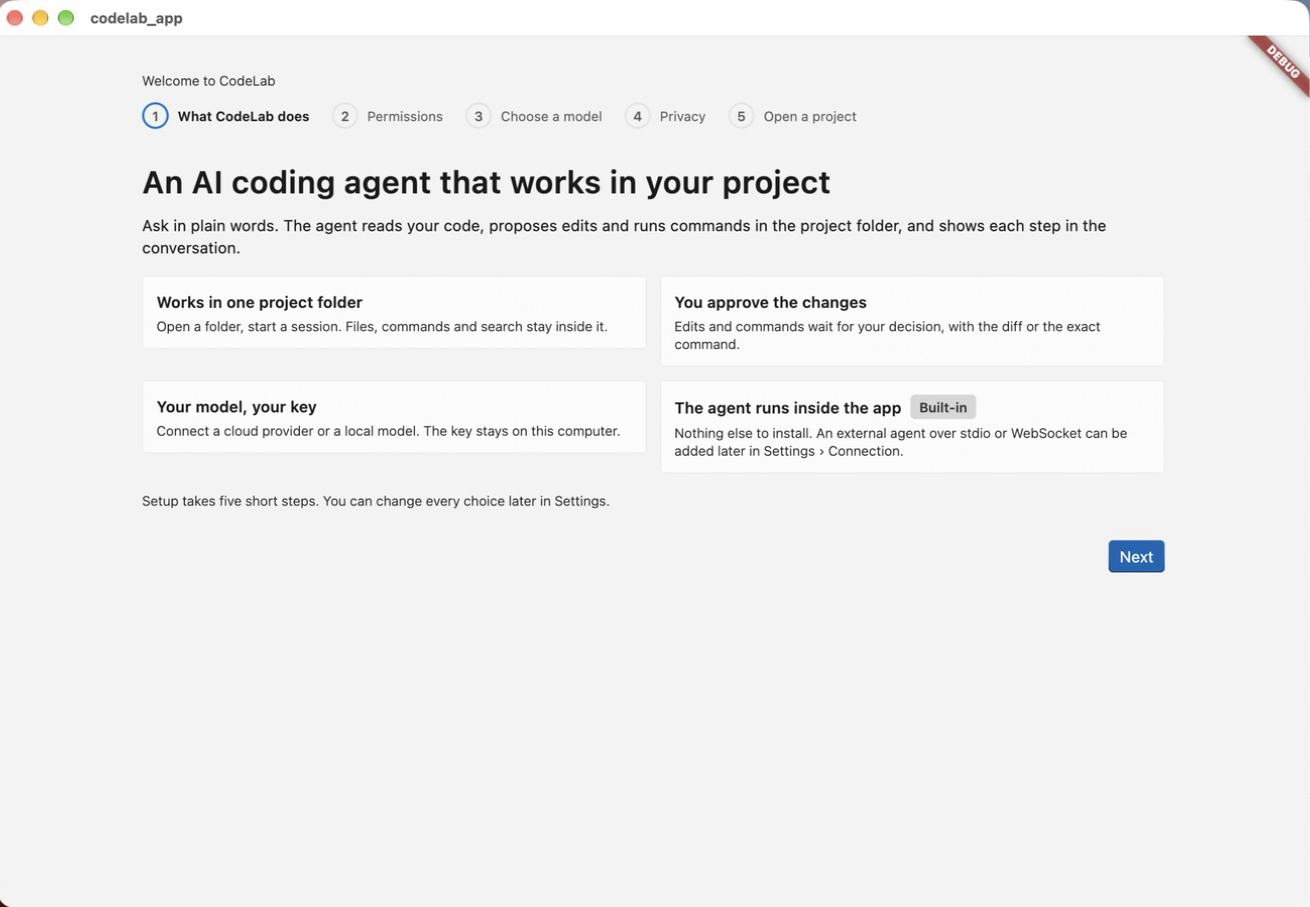 codelab_app
DEBUG
Welcome to CodeLab
1 What CodeLab does 2 Permissions 3 Choose a model 4 Privacy 5 Open a project
An AI coding agent that works in your project
Ask in plain words. The agent reads your code, proposes edits and runs commands in the project folder, and shows each step in the
conversation.
Works in one project folder
Open a folder, start a session. Files, commands and search stay inside it.
You approve the changes
Edits and commands wait for your decision, with the diff or the exact
command.
Your model, your key
Connect a cloud provider or a local model. The key stays on this computer.
The agent runs inside the app Built-in
Nothing else to install. An external agent over stdio or WebSocket can be
added later in Settings › Connection.
Setup takes five short steps. You can change every choice later in Settings.
Next